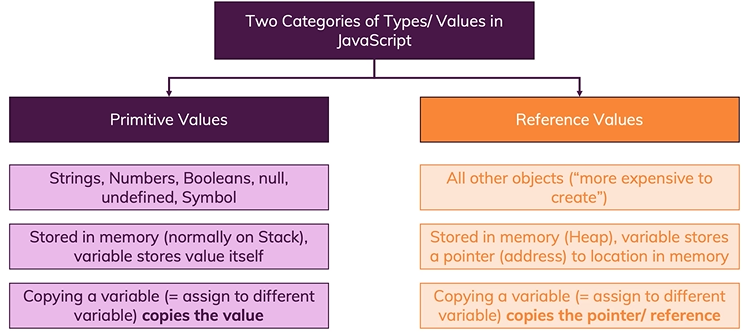 Two Categories of Types/ Values in
JavaScript
Primitive Values
Reference Values
Strings, Numbers, Booleans, null,
undefined, Symbol
All other objects (“more expensive to
create”)
Stored in memory (normally on Stack),
variable stores value itself
Stored in memory (Heap), variable stores
a pointer (address) to location in memory
Copying a variable (= assign to different
variable) copies the value
Copying a variable (= assign to different
variable) copies the pointer/ reference